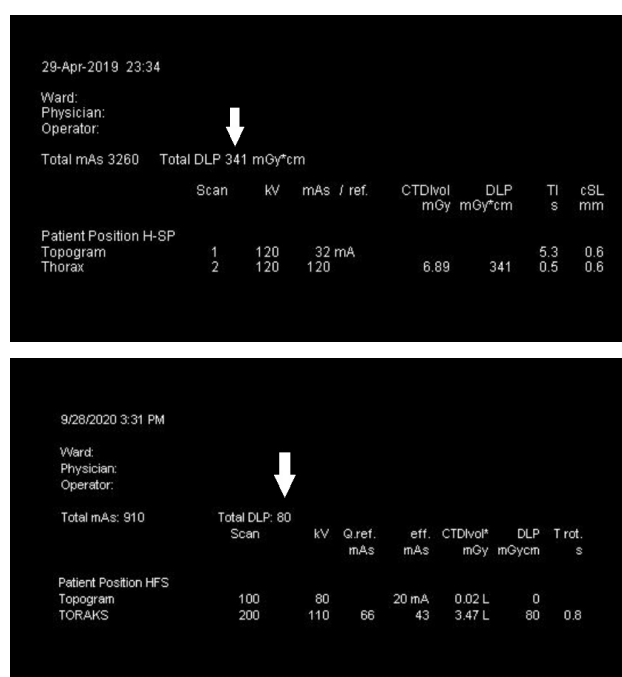 29-Apr-2019 23:34
Ward:
Physician:
Operator:
Total mAs 3260 Total DLP 341 mGy*cm
Scan kV mAs / ref. CTDIvol DLP TI cSL
mGy mGy*cm s mm
Patient Position H-SP
Topogram 1 120 32 mA 5.3 0.6
Thorax 2 120 120 6.89 341 0.5 0.6
9/28/2020 3:31 PM
Ward:
Physician:
Operator:
Total mAs: 910 Total DLP: 80
Scan kV Q.ref. eff. CTDIvol* DLP T rot.
mAs mAs mGy mGycm s
Patient Position HFS
Topogram 100 80 20 mA 0.02 L 0
TORAKS 200 110 66 43 3.47 L 80 0.8